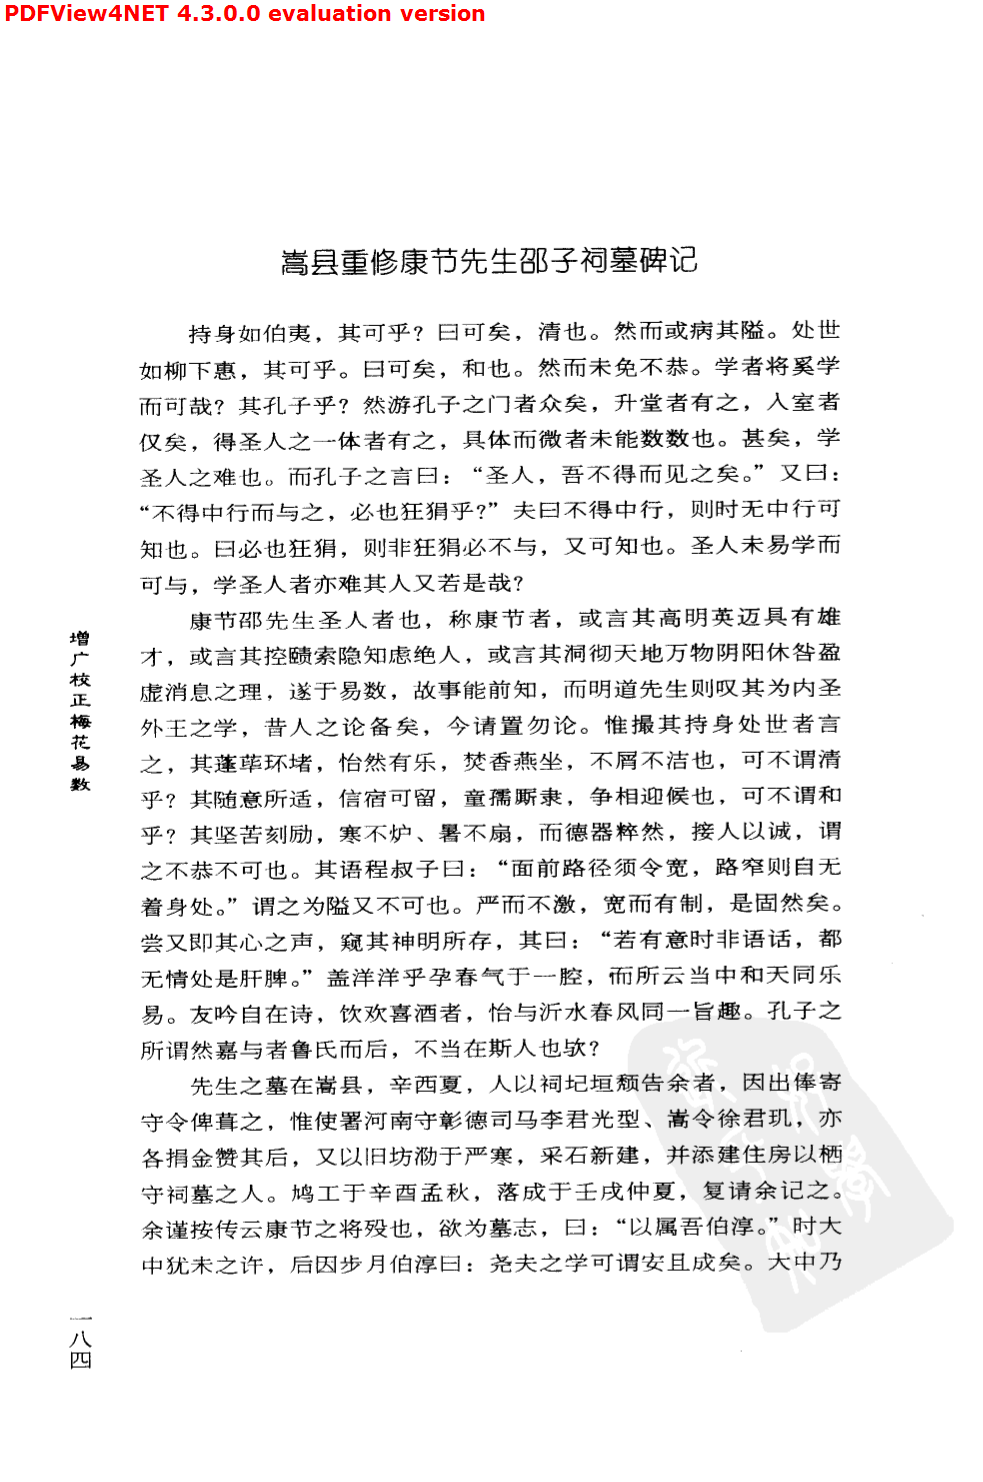 PDFView4NET 4.3.0.0 evaluation version
嵩县重修康节先生邵子祠墓碑记
持身如伯夷，其可乎？曰可矣，清也。然而或病其隘。处世
如柳下惠，其可乎。曰可矣，和也。然而未免不恭。学者将奚学
而可哉？其孔子乎？然游孔子之门者众矣，升堂者有之，入室者
仅矣，得圣人之一体者有之，具体而微者未能数数也。甚矣，学
圣人之难也。而孔子之言曰：“圣人，吾不得而见之矣。”又曰：
“不得中行而与之，必也狂狷乎？”夫曰不得中行，则时无中行可
知也。曰必也狂狷，则非狂狷必不与，又可知也。圣人未易学而
可与，学圣人者亦难其人又若是哉？
康节邵先生圣人者也，称康节者，或言其高明英迈具有雄
才，或言其控赜索隐知虑绝人，或言其洞彻天地万物阴阳休咎盈
虚消息之理，遂于易数，故事能前知，而明道先生则叹其为内圣
外王之学，昔人之论备矣，今请置勿论。惟撮其持身处世者言
之，其蓬荜环堵，怡然有乐，焚香燕坐，不屑不洁也，可不谓清
乎？其随意所适，信宿可留，童孺厮隶，争相迎候也，可不谓和
乎？其坚苦刻励，寒不炉、暑不扇，而德器粹然，接人以诚，谓
之不恭不可也。其语程叔子曰：“面前路径须令宽，路窄则自无
着身处。”谓之为隘又不可也。严而不激，宽而有制，是固然矣。
尝又即其心之声，窥其神明所存，其曰：“若有意时非语话，都
无情处是肝脾。”盖洋洋乎孕春气于一腔，而所云当中和天同乐
易。友吟自在诗，饮欢喜酒者，怡与沂水春风同一旨趣。孔子之
所谓然嘉与者鲁氏而后，不当在斯人也欤？
先生之墓在嵩县，辛西夏，人以祠圮垣颓告余者，因出俸寄
守令俾葺之，惟使署河南守彰德司马李君光型、嵩令徐君玑，亦
各捐金赞其后，又以旧坊泐于严寒，采石新建，并添建住房以栖
守祠墓之人。鸠工于辛酉孟秋，落成于壬戌仲夏，复请余记之。
余谨按传云康节之将殁也，欲为墓志，曰：“以属吾伯淳。”时大
中犹未之许，后因步月伯淳曰：尧夫之学可谓安且成矣。大中乃
增广校正梅花易数
一八四